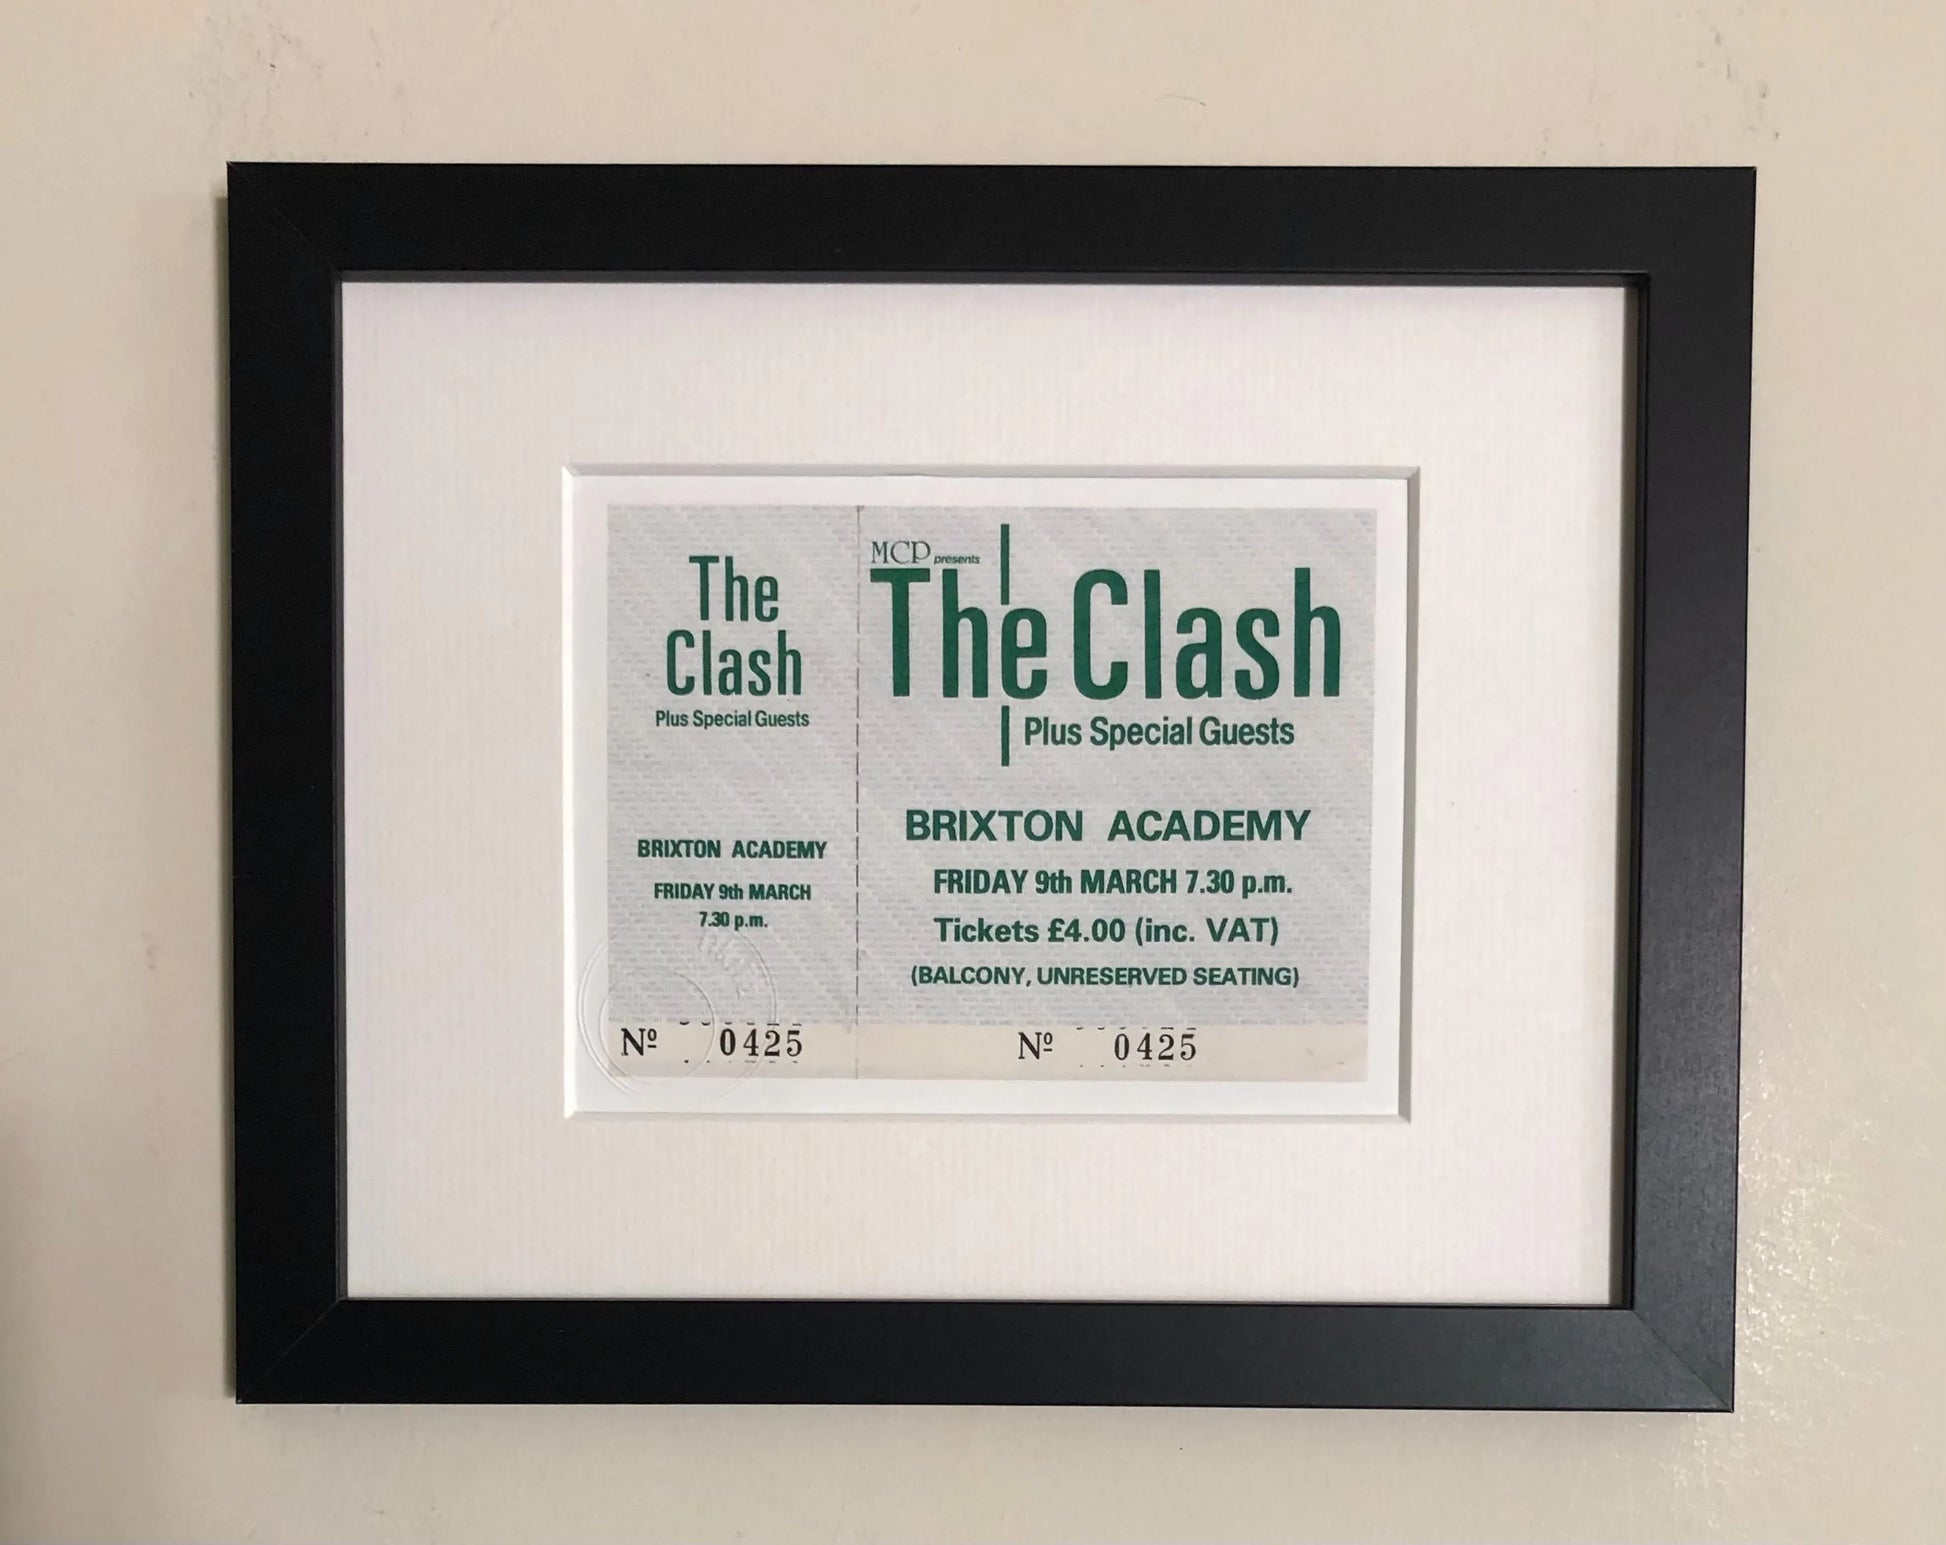 The
Clash
Plus Special Guests
BRIXTON ACADEMY
FRIDAY 9th MARCH
7.30 p.m.
Nº 0425
MCP presents
The Clash
Plus Special Guests
BRIXTON ACADEMY
FRIDAY 9th MARCH 7.30 p.m.
Tickets £4.00 (inc. VAT)
(BALCONY, UNRESERVED SEATING)
Nº 0425